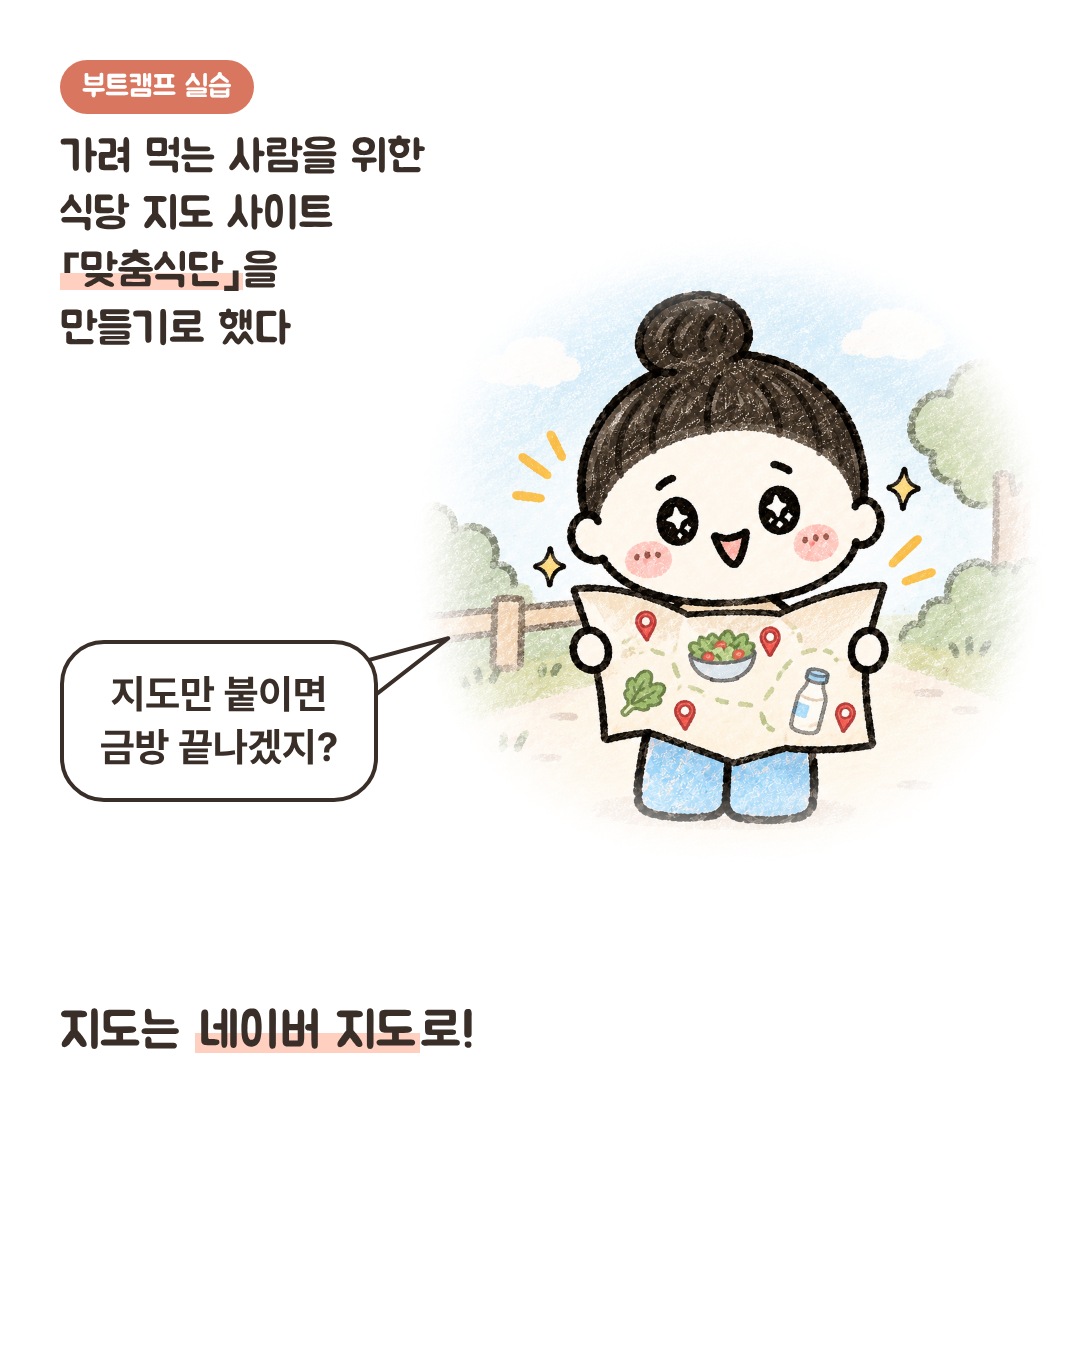 부트캠프 실습
가려 먹는 사람을 위한
식당 지도 사이트
「맞춤식단」을
만들기로 했다
지도만 붙이면
금방 끝나겠지?
지도는 네이버 지도로!